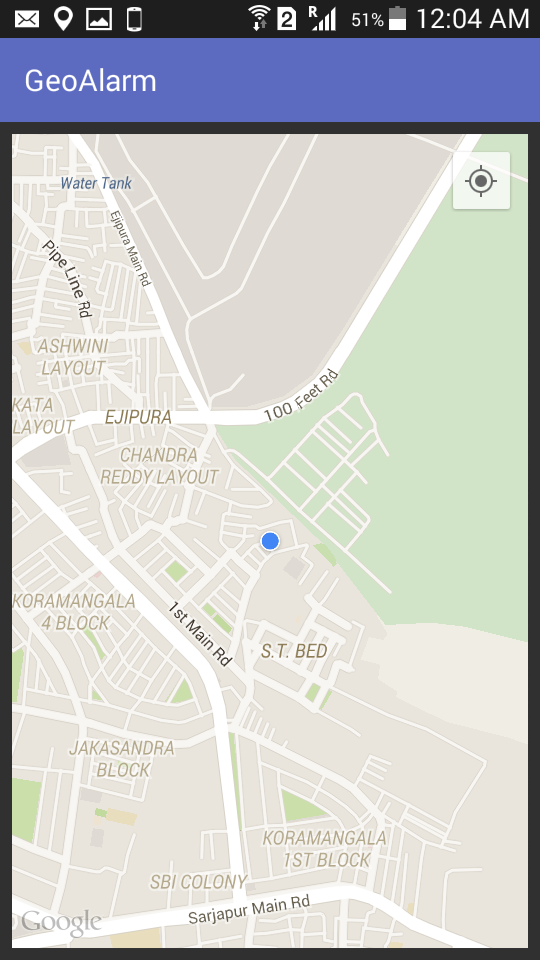 2
R
51%
12:04 AM
GeoAlarm
Water Tank
Ejipura Main Rd
Pipe Line Rd
ASHWINI
LAYOUT
100 Feet Rd
KATA
LAYOUT
EJIPURA
CHANDRA
REDDY LAYOUT
KORAMANGALA
4 BLOCK
1st Main Rd
S.T. BED
JAKASANDRA
BLOCK
KORAMANGALA
1ST BLOCK
SBI COLONY
Sarjapur Main Rd
Google